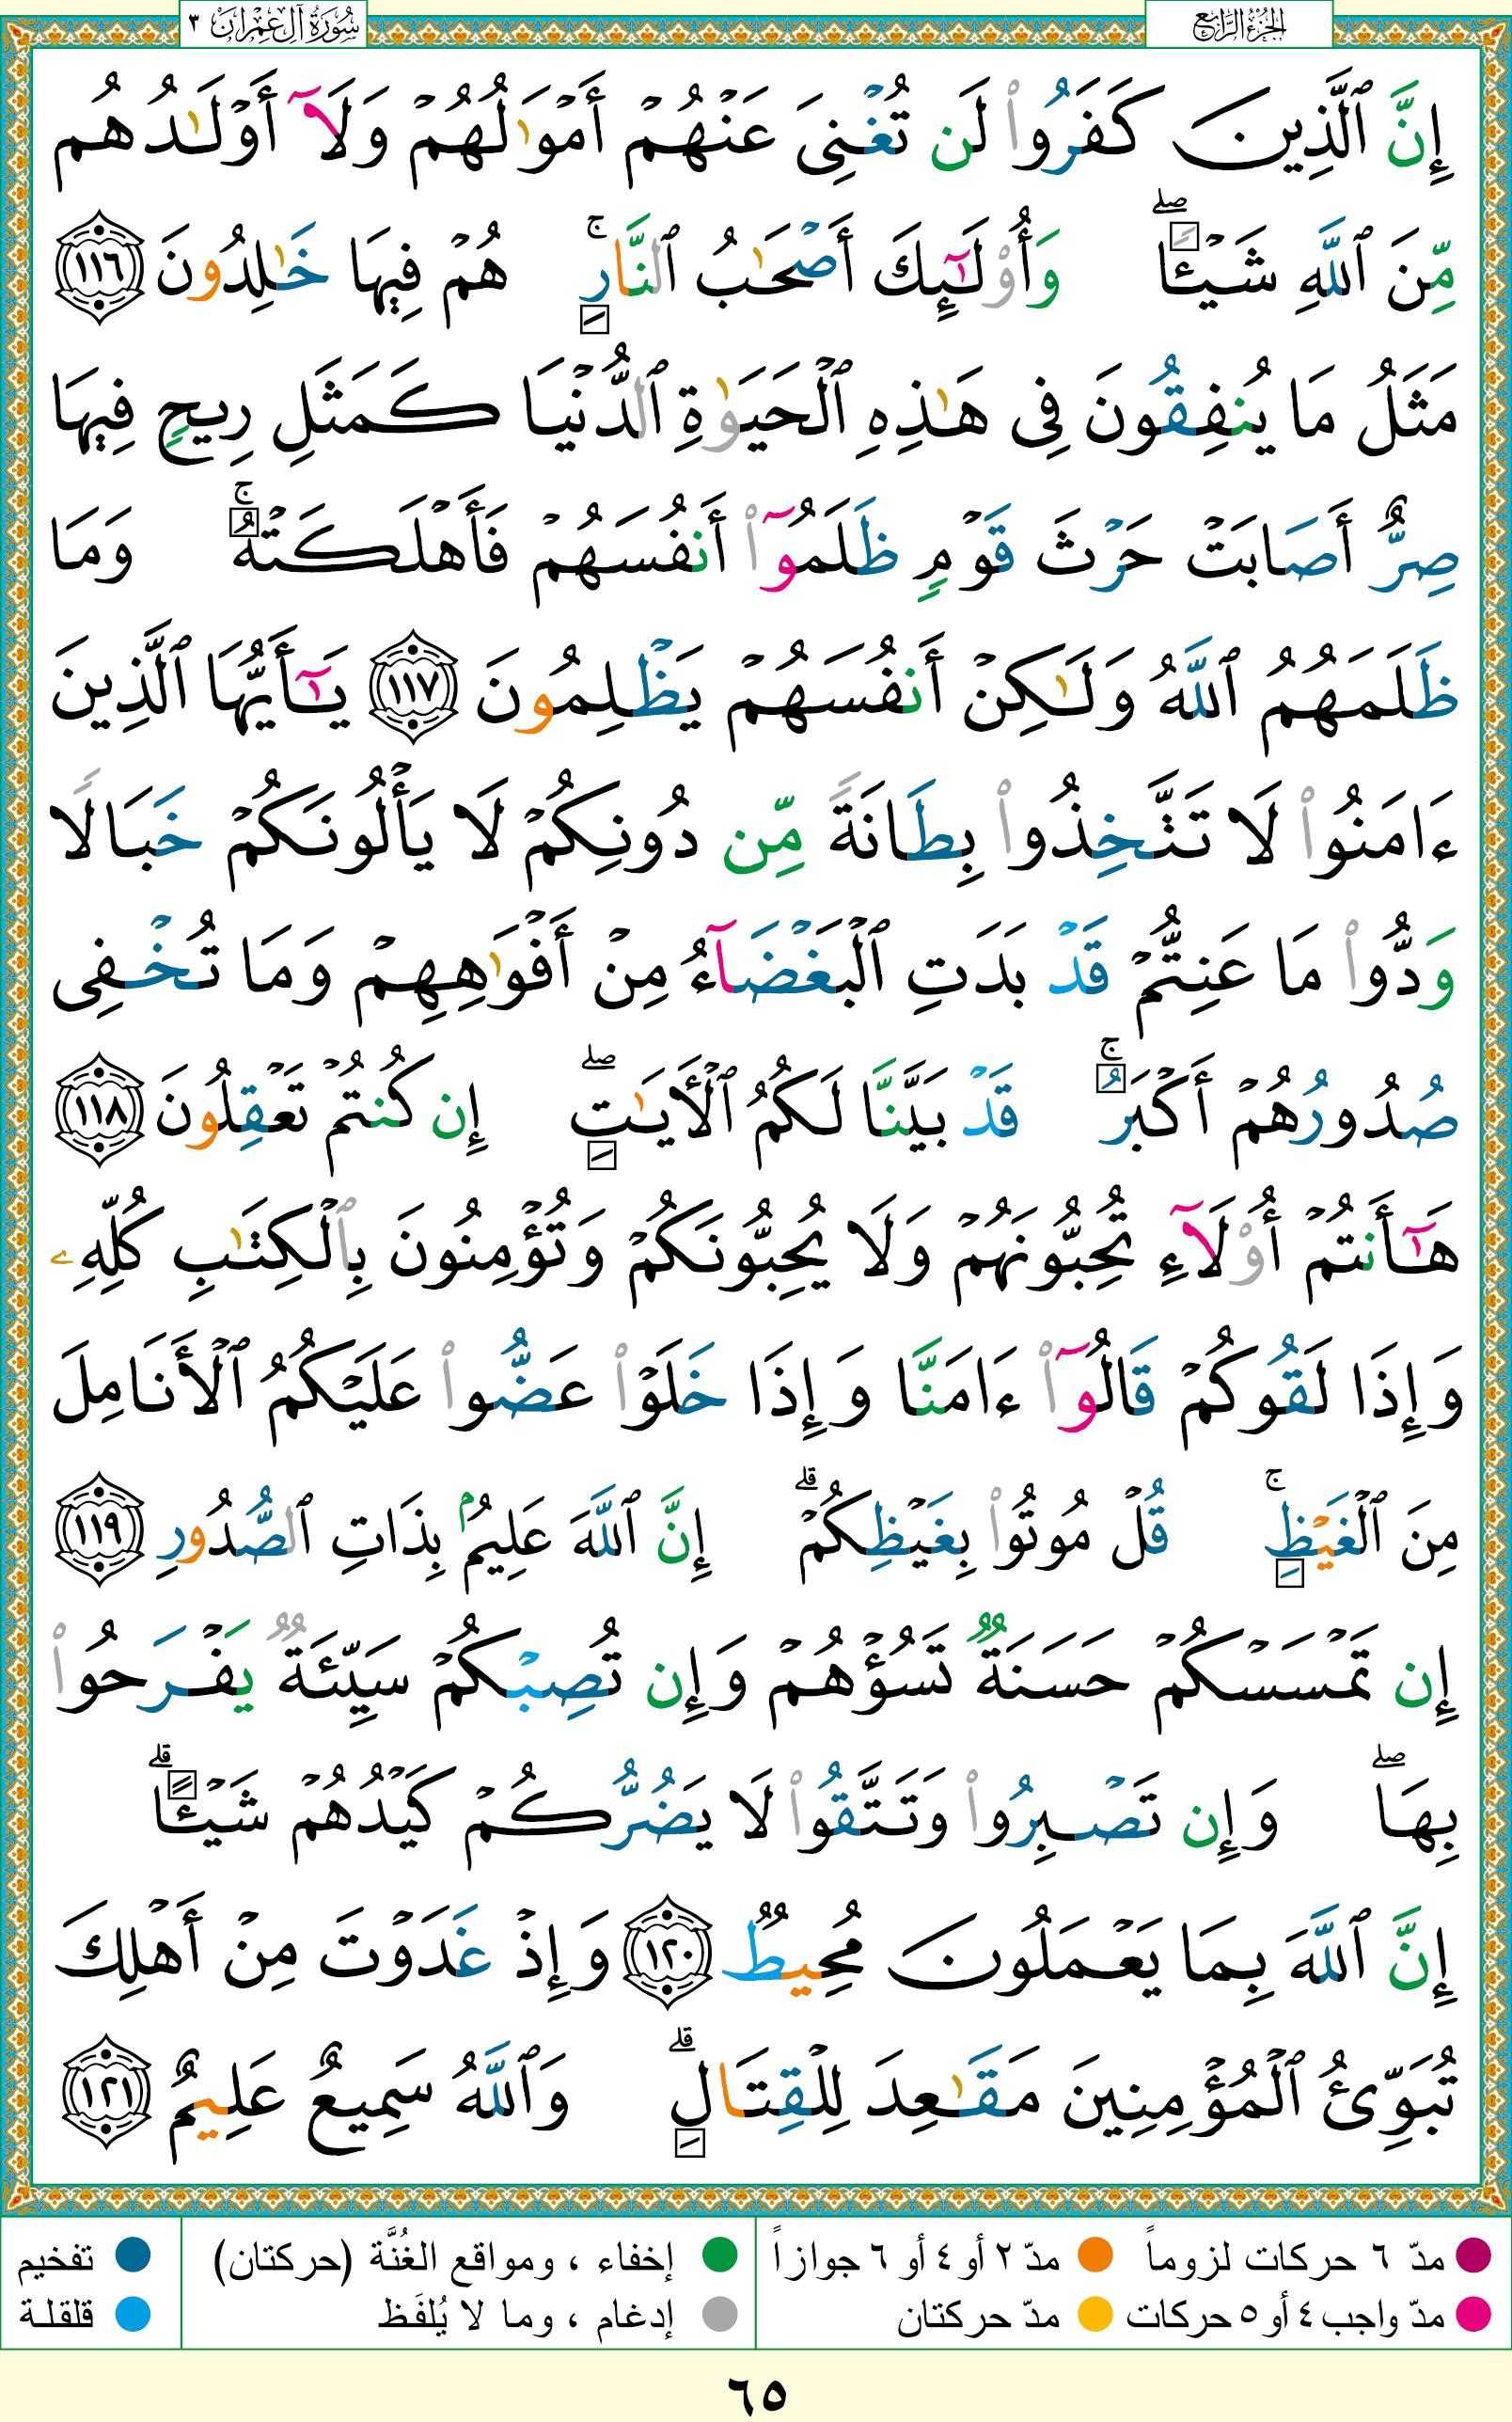 الجزء الرابع
سورة آل عمران ٣
إِنَّ ٱلَّذِينَ كَفَرُوا۟ لَن تُغْنِىَ عَنْهُمْ أَمْوَٰلُهُمْ وَلَآ أَوْلَـٰدُهُم
مِّنَ ٱللَّهِ شَيْـًٔا ۖ وَأُو۟لَـٰٓئِكَ أَصْحَـٰبُ ٱلنَّارِ ۚ هُمْ فِيهَا خَـٰلِدُونَ ١١٦
مَثَلُ مَا يُنفِقُونَ فِى هَـٰذِهِ ٱلْحَيَوٰةِ ٱلدُّنْيَا كَمَثَلِ رِيحٍ فِيهَا
صِرٌّ أَصَابَتْ حَرْثَ قَوْمٍ ظَلَمُوٓا۟ أَنفُسَهُمْ فَأَهْلَكَتْهُ ۚ وَمَا
ظَلَمَهُمُ ٱللَّهُ وَلَـٰكِنْ أَنفُسَهُمْ يَظْلِمُونَ ١١٧ يَـٰٓأَيُّهَا ٱلَّذِينَ
ءَامَنُوا۟ لَا تَتَّخِذُوا۟ بِطَانَةً مِّن دُونِكُمْ لَا يَأْلُونَكُمْ خَبَالًا
وَدُّوا۟ مَا عَنِتُّمْ قَدْ بَدَتِ ٱلْبَغْضَآءُ مِنْ أَفْوَٰهِهِمْ وَمَا تُخْفِى
صُدُورُهُمْ أَكْبَرُ ۚ قَدْ بَيَّنَّا لَكُمُ ٱلْـَٔايَـٰتِ ۖ إِن كُنتُمْ تَعْقِلُونَ ١١٨
هَـٰٓأَنتُمْ أُو۟لَآءِ تُحِبُّونَهُمْ وَلَا يُحِبُّونَكُمْ وَتُؤْمِنُونَ بِٱلْكِتَـٰبِ كُلِّهِۦ
وَإِذَا لَقُوكُمْ قَالُوٓا۟ ءَامَنَّا وَإِذَا خَلَوْا۟ عَضُّوا۟ عَلَيْكُمُ ٱلْأَنَامِلَ
مِنَ ٱلْغَيْظِ ۚ قُلْ مُوتُوا۟ بِغَيْظِكُمْ ۗ إِنَّ ٱللَّهَ عَلِيمٌۢ بِذَاتِ ٱلصُّدُورِ ١١٩
إِن تَمْسَسْكُمْ حَسَنَةٌ تَسُؤْهُمْ وَإِن تُصِبْكُمْ سَيِّئَةٌ يَفْرَحُوا۟
بِهَا ۖ وَإِن تَصْبِرُوا۟ وَتَتَّقُوا۟ لَا يَضُرُّكُمْ كَيْدُهُمْ شَيْـًٔا ۗ
إِنَّ ٱللَّهَ بِمَا يَعْمَلُونَ مُحِيطٌ ١٢٠ وَإِذْ غَدَوْتَ مِنْ أَهْلِكَ
تُبَوِّئُ ٱلْمُؤْمِنِينَ مَقَـٰعِدَ لِلْقِتَالِ ۗ وَٱللَّهُ سَمِيعٌ عَلِيمٌ ١٢١
مدّ ٦ حركات لزوماً مدّ ٢ أو ٤ أو ٦ جوازاً إخفاء ، ومواقع الغُنَّة (حركتان) تفخيم
مدّ واجب ٤ أو ٥ حركات مدّ حركتان إدغام ، وما لا يُلفَظ قلقلة
٦٥